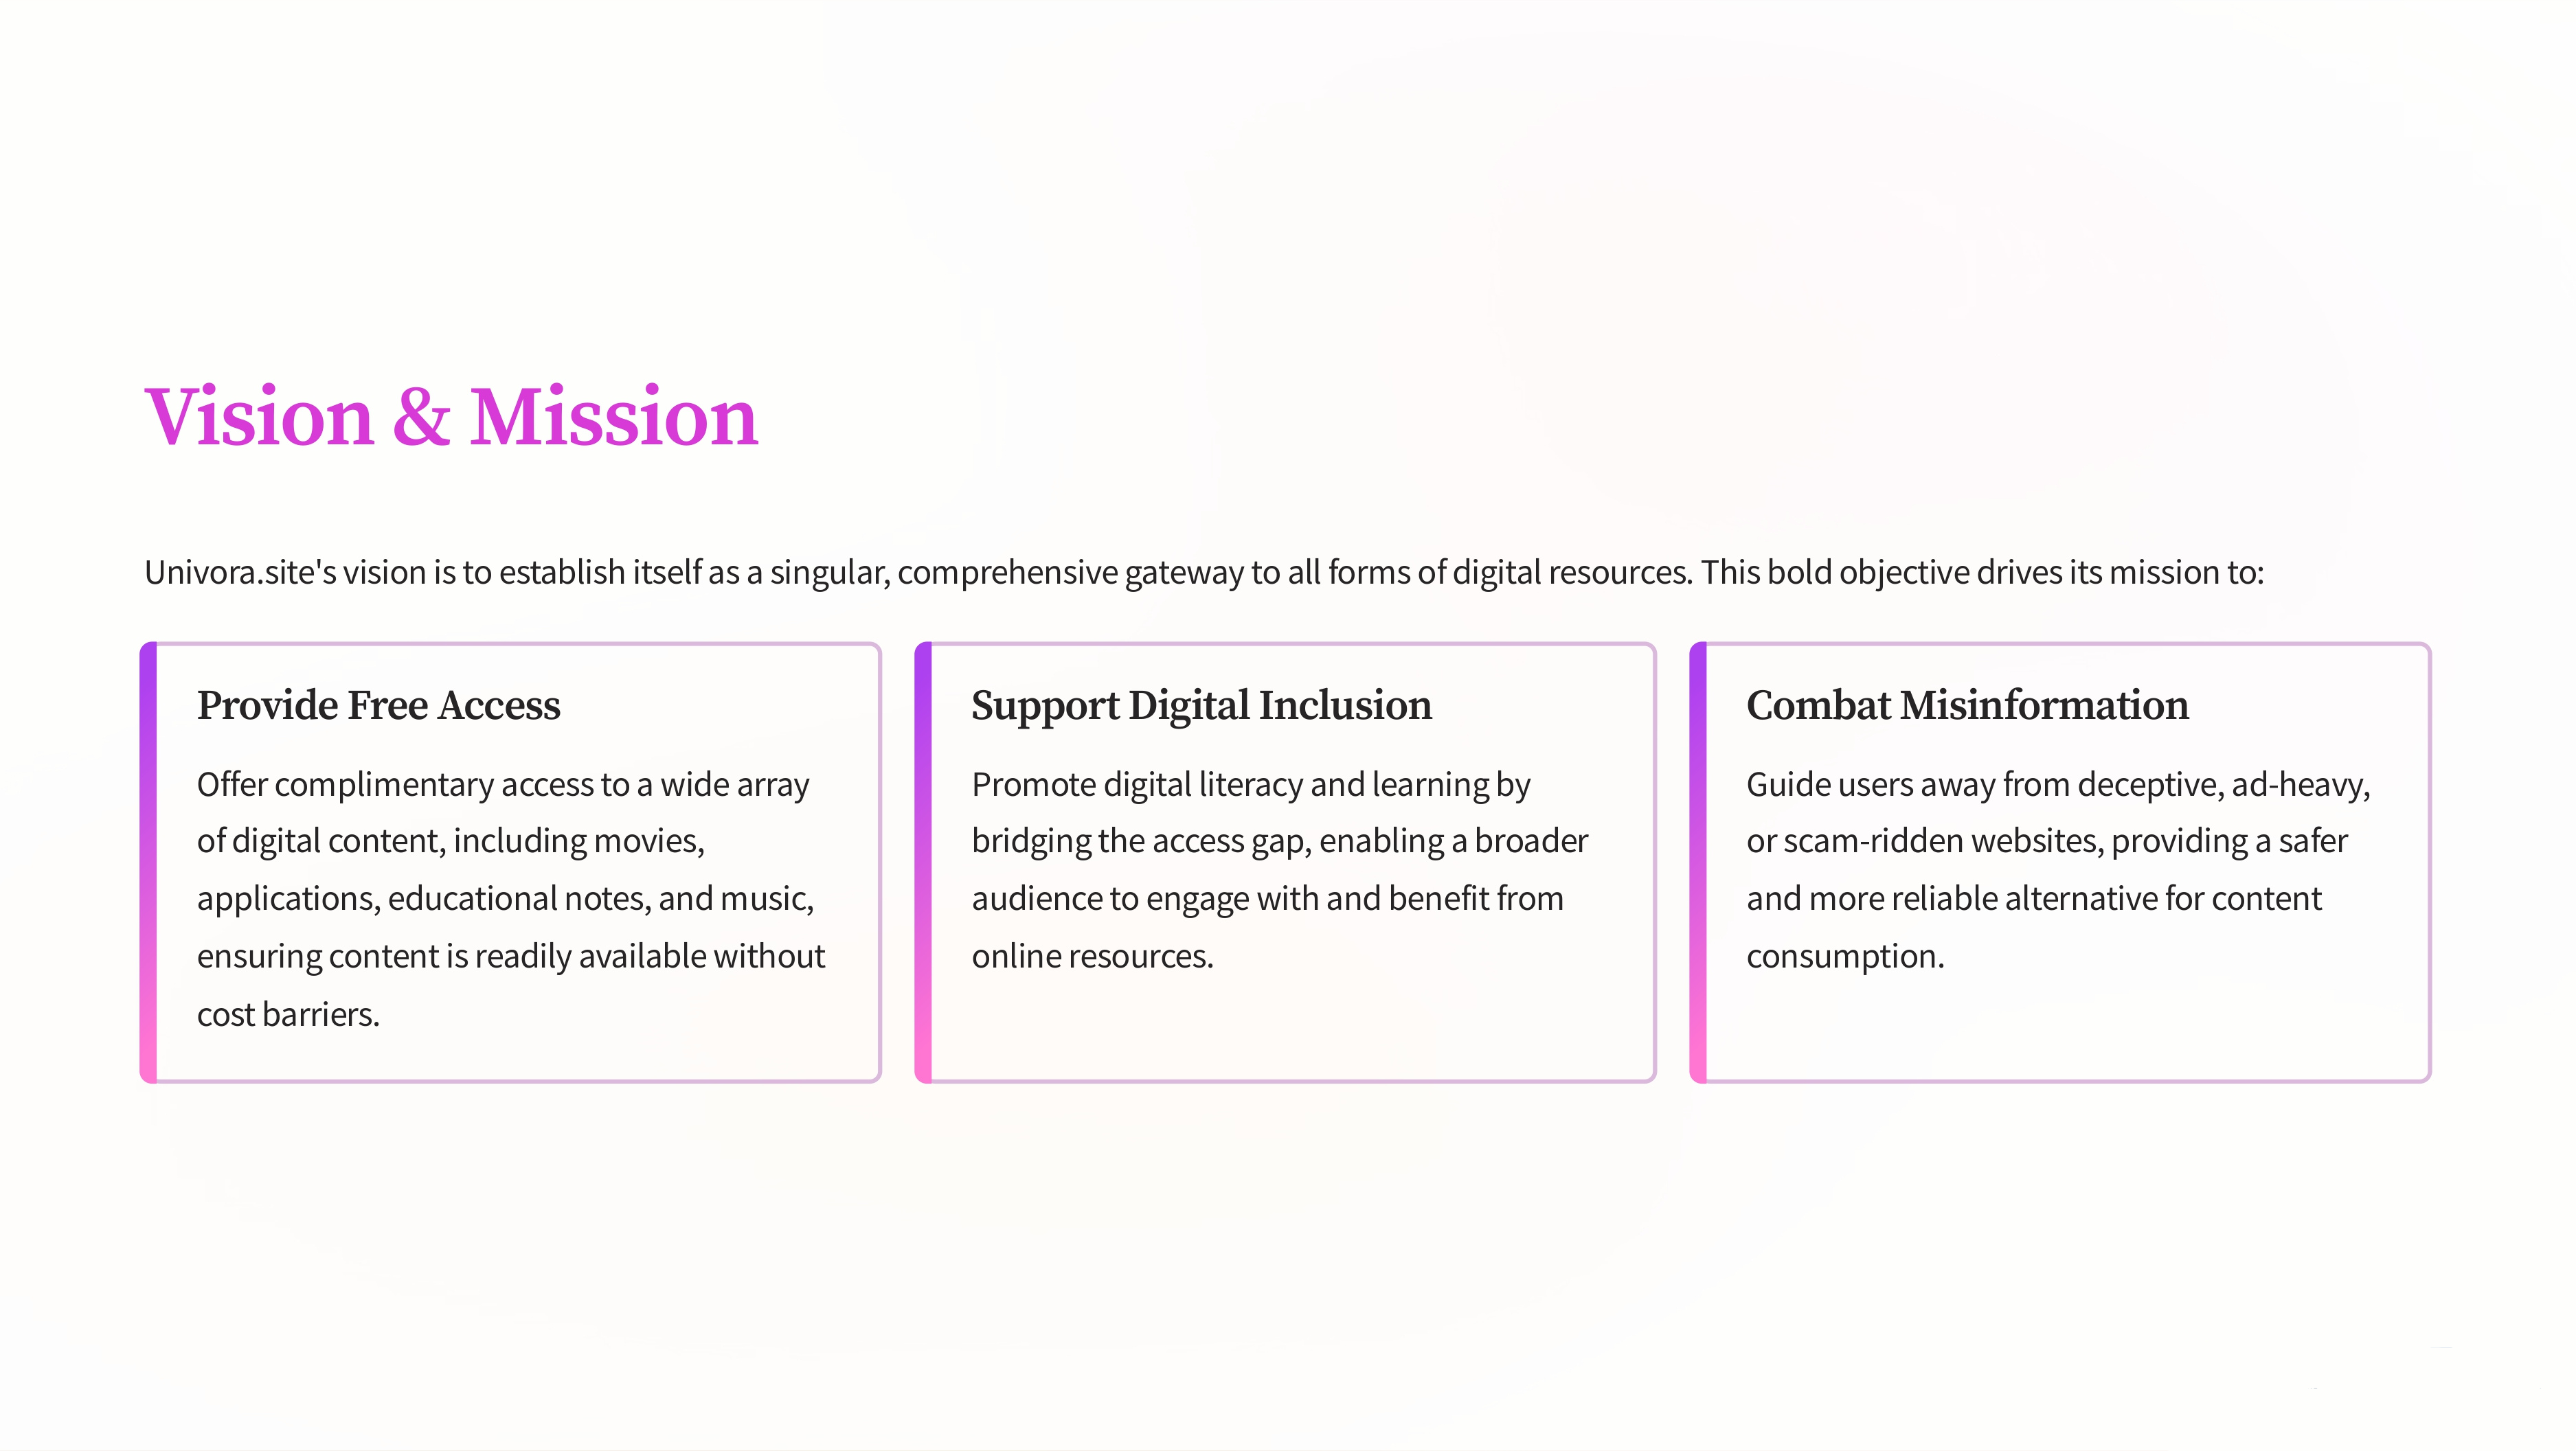 Vision & Mission
Univora.site's vision is to establish itself as a singular, comprehensive gateway to all forms of digital resources. This bold objective drives its mission to:
Provide Free Access
Offer complimentary access to a wide array
of digital content, including movies,
applications, educational notes, and music,
ensuring content is readily available without
cost barriers.
Support Digital Inclusion
Promote digital literacy and learning by
bridging the access gap, enabling a broader
audience to engage with and benefit from
online resources.
Combat Misinformation
Guide users away from deceptive, ad-heavy,
or scam-ridden websites, providing a safer
and more reliable alternative for content
consumption.